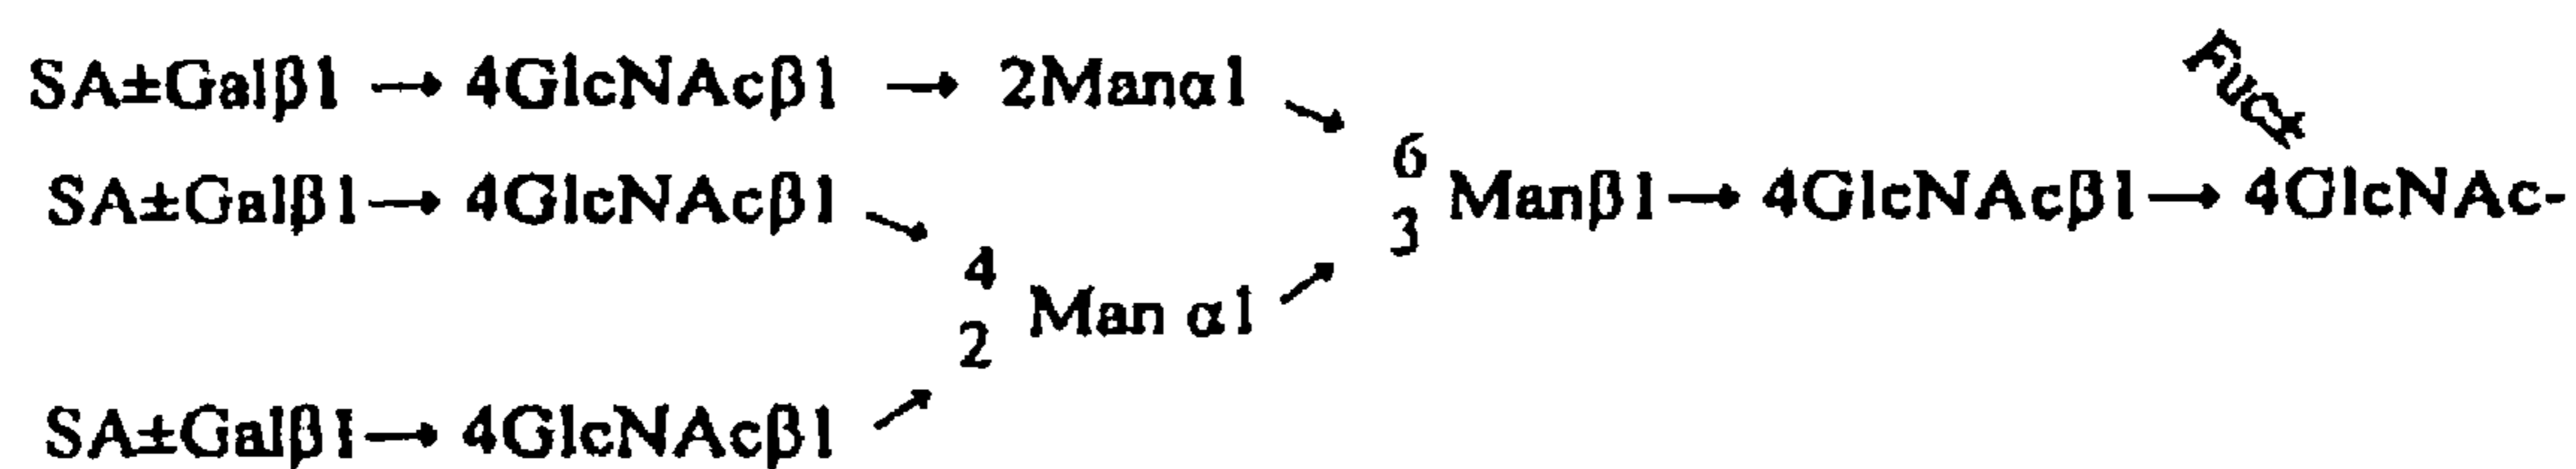 Fuc±
SA±Galβ1 → 4GlcNAcβ1 → 2Manα1
6
SA±Galβ1→ 4GlcNAcβ1 Manβ1→ 4GlcNAcβ1→ 4GlcNAc-
3
4
Man α1
2
SA±Galβ1→ 4GlcNAcβ1